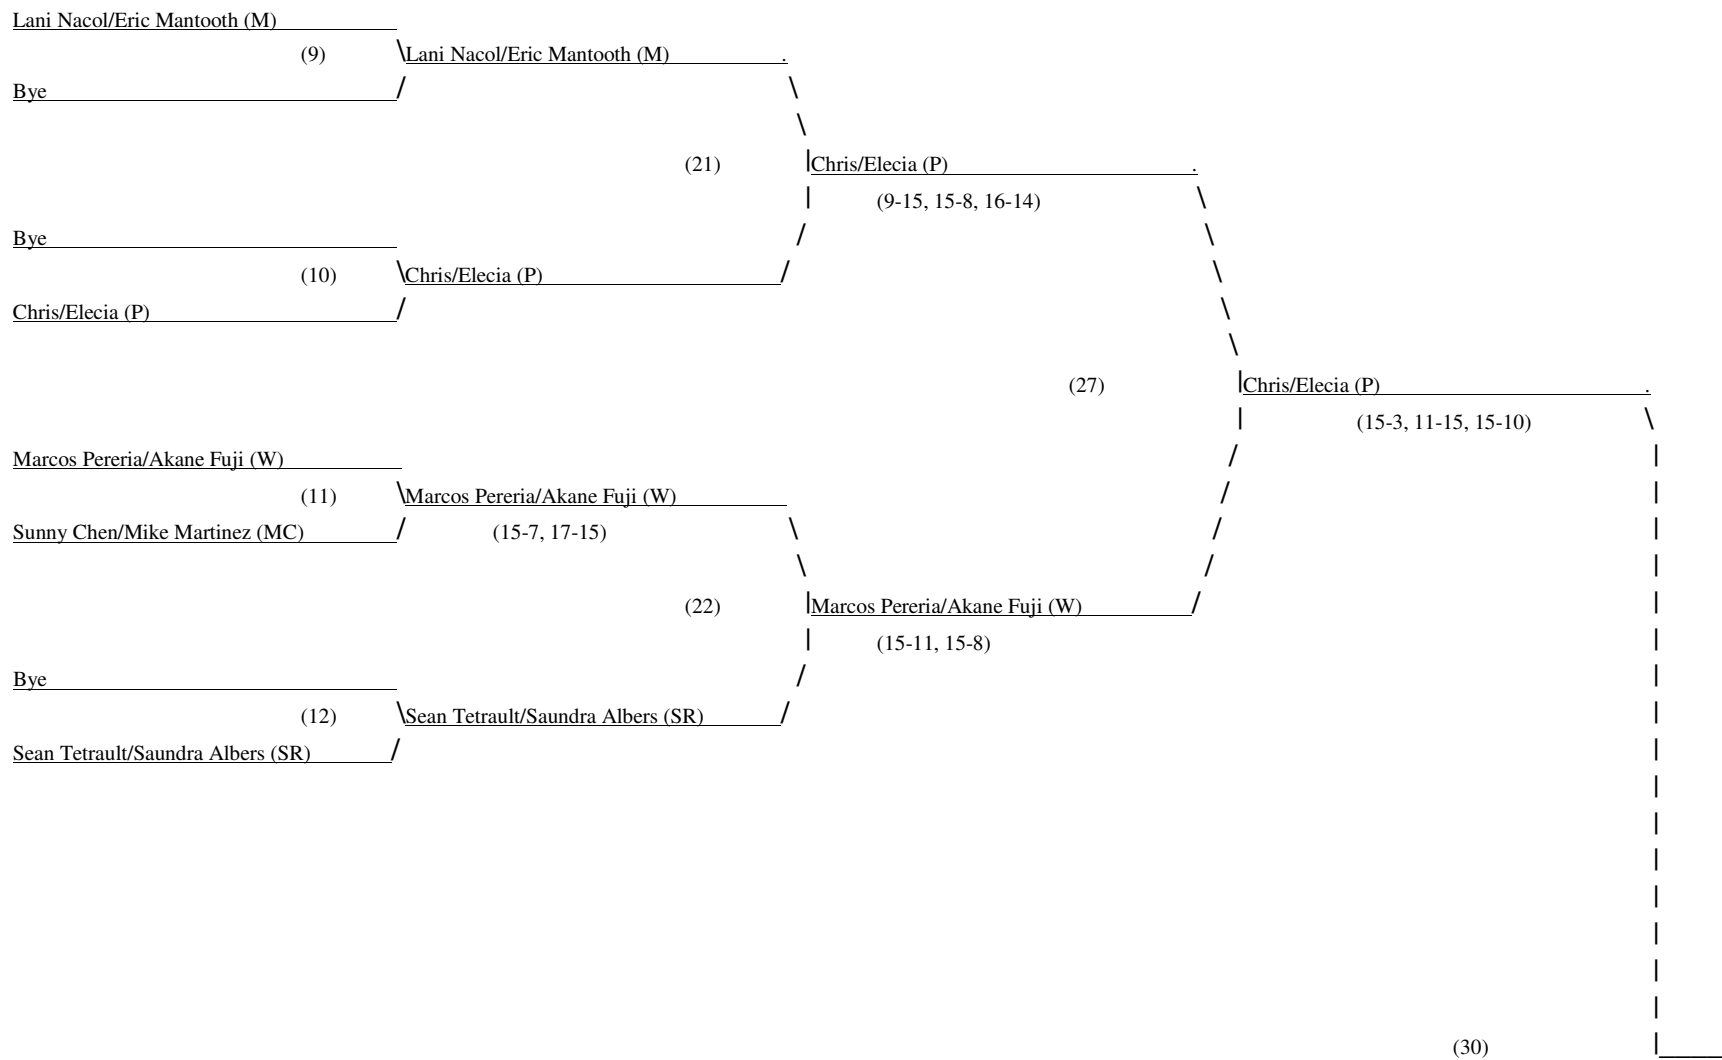 Lani Nacol/Eric Mantooth (M)
(9) Lani Nacol/Eric Mantooth (M) .
Bye
(21) Chris/Elecia (P) .
(9-15, 15-8, 16-14)
Bye
(10) Chris/Elecia (P)
Chris/Elecia (P)
(27) Chris/Elecia (P) .
(15-3, 11-15, 15-10)
Marcos Pereria/Akane Fuji (W)
(11) Marcos Pereria/Akane Fuji (W)
Sunny Chen/Mike Martinez (MC) (15-7, 17-15)
(22) Marcos Pereria/Akane Fuji (W)
(15-11, 15-8)
Bye
(12) Sean Tetrault/Saundra Albers (SR)
Sean Tetrault/Saundra Albers (SR)
(30)